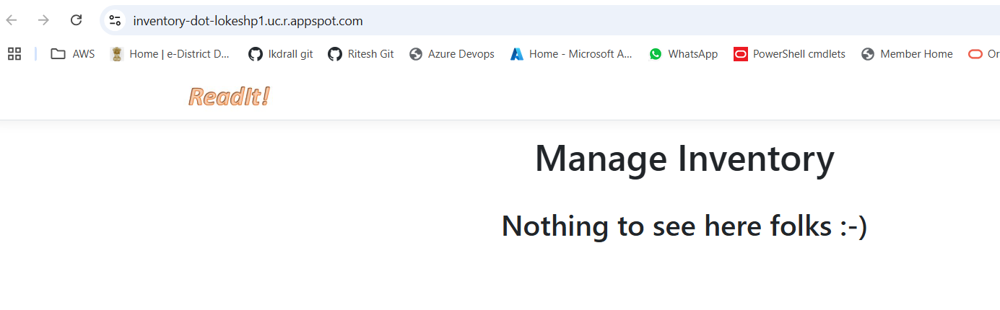 inventory-dot-lokeshp1.uc.r.appspot.com
AWS Home | e-District D... lkdrall git Ritesh Git Azure Devops Home - Microsoft A... WhatsApp PowerShell cmdlets Member Home Or
ReadIt!
Manage Inventory
Nothing to see here folks :-)